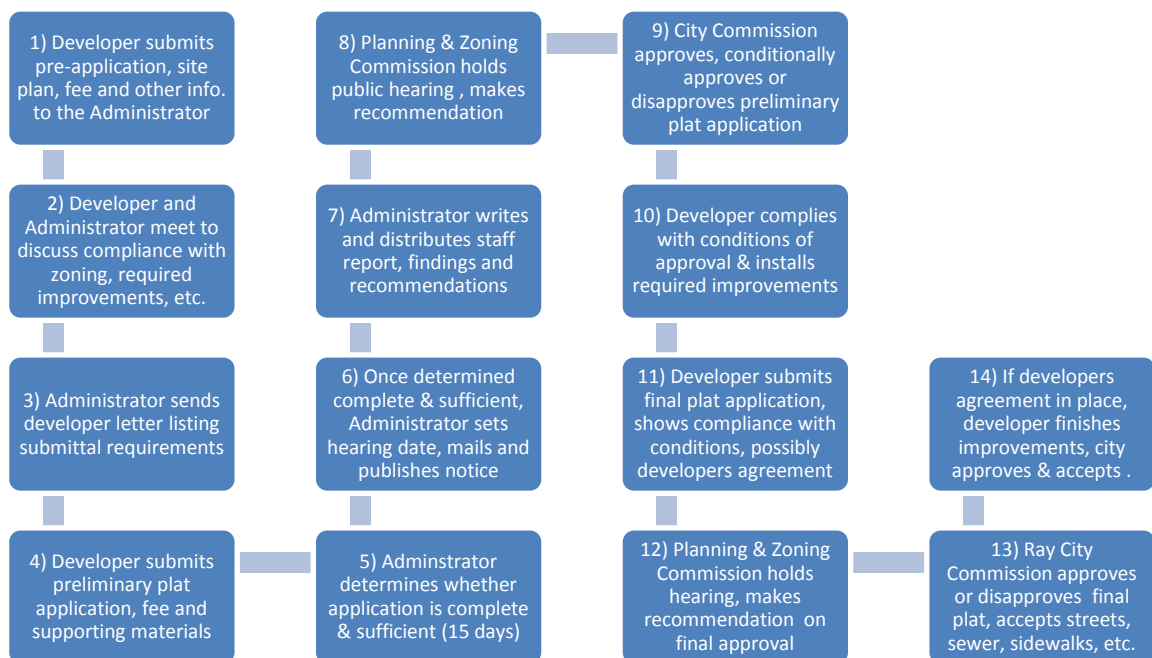 1) Developer submits
pre-application, site
plan, fee and other info.
to the Administrator
2) Developer and
Administrator meet to
discuss compliance with
zoning, required
improvements, etc.
3) Administrator sends
developer letter listing
submittal requirements
4) Developer submits
preliminary plat
application, fee and
supporting materials
5) Adminstrator
determines whether
application is complete
& sufficient (15 days)
6) Once determined
complete & sufficient,
Administrator sets
hearing date, mails and
publishes notice
7) Administrator writes
and distributes staff
report, findings and
recommendations
8) Planning & Zoning
Commission holds
public hearing , makes
recommendation
9) City Commission
approves, conditionally
approves or
disapproves preliminary
plat application
10) Developer complies
with conditions of
approval & installs
required improvements
11) Developer submits
final plat application,
shows compliance with
conditions, possibly
developers agreement
12) Planning & Zoning
Commission holds
hearing, makes
recommendation on
final approval
13) Ray City
Commission approves
or disapproves final
plat, accepts streets,
sewer, sidewalks, etc.
14) If developers
agreement in place,
developer finishes
improvements, city
approves & accepts .